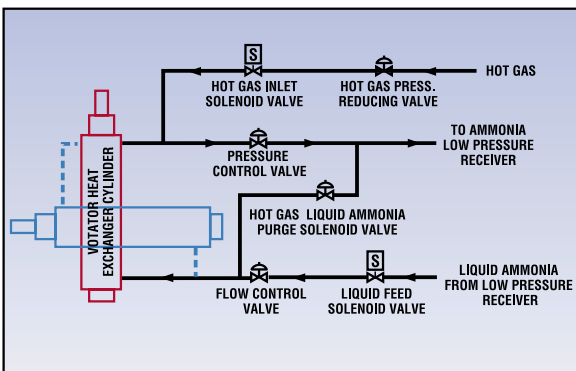 S
HOT GAS INLET
SOLENOID VALVE
HOT GAS PRESS.
REDUCING VALVE
HOT GAS
PRESSURE
CONTROL VALVE
TO AMMONIA
LOW PRESSURE
RECEIVER
VOTATOR HEAT
EXCHANGER CYLINDER
HOT GAS LIQUID AMMONIA
PURGE SOLENOID VALVE
S
FLOW CONTROL
VALVE
LIQUID FEED
SOLENOID VALVE
LIQUID AMMONIA
FROM LOW PRESSURE
RECEIVER